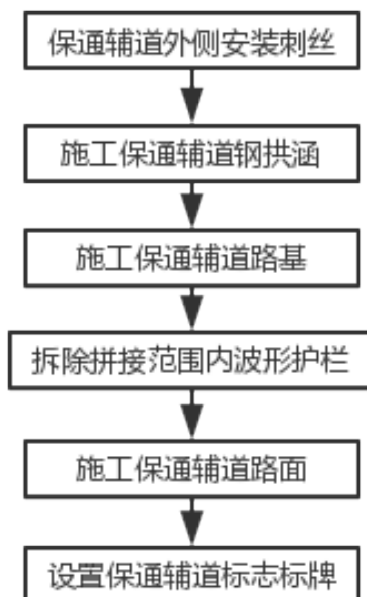 保通辅道外侧安装刺丝
施工保通辅道钢拱涵
施工保通辅道路基
拆除拼接范围内波形护栏
施工保通辅道路面
设置保通辅道标志标牌